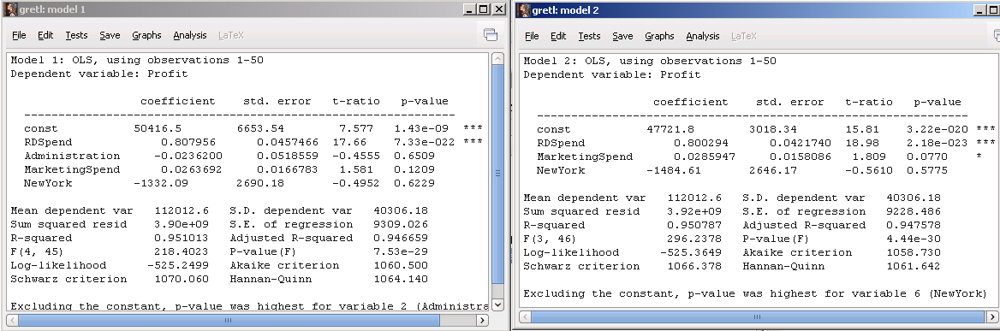 gretl: model 1
File Edit Tests Save Graphs Analysis LaTeX
Model 1: OLS, using observations 1-50
Dependent variable: Profit
coefficient std. error t-ratio p-value
const 50416.5 6653.54 7.577 1.43e-09 ***
RDSpend 0.807956 0.0457466 17.66 7.33e-022 ***
Administration -0.0236200 0.0518559 -0.4555 0.6509
MarketingSpend 0.0263692 0.0166783 1.581 0.1209
NewYork -1332.09 2690.18 -0.4952 0.6229
Mean dependent var 112012.6 S.D. dependent var 40306.18
Sum squared resid 3.90e+09 S.E. of regression 9309.026
R-squared 0.951013 Adjusted R-squared 0.946659
F(4, 45) 218.4023 P-value(F) 7.53e-29
Log-likelihood -525.2499 Akaike criterion 1060.500
Schwarz criterion 1070.060 Hannan-Quinn 1064.140
Excluding the constant, p-value was highest for variable 2 (Administra
gretl: model 2
File Edit Tests Save Graphs Analysis LaTeX
Model 2: OLS, using observations 1-50
Dependent variable: Profit
coefficient std. error t-ratio p-value
const 47721.8 3018.34 15.81 3.22e-020 ***
RDSpend 0.800294 0.0421740 18.98 2.18e-023 ***
MarketingSpend 0.0285947 0.0158086 1.809 0.0770 *
NewYork -1484.61 2646.17 -0.5610 0.5775
Mean dependent var 112012.6 S.D. dependent var 40306.18
Sum squared resid 3.92e+09 S.E. of regression 9228.486
R-squared 0.950787 Adjusted R-squared 0.947578
F(3, 46) 296.2378 P-value(F) 4.44e-30
Log-likelihood -525.3649 Akaike criterion 1058.730
Schwarz criterion 1066.378 Hannan-Quinn 1061.642
Excluding the constant, p-value was highest for variable 6 (NewYork)